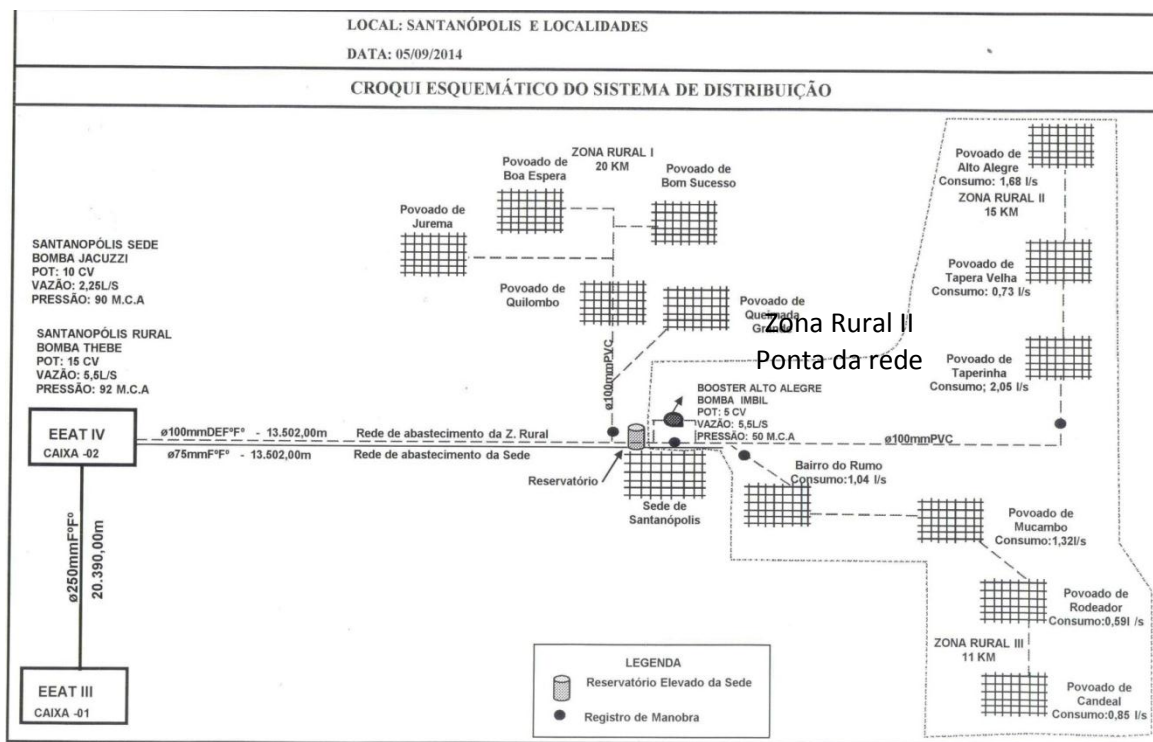 LOCAL: SANTANÓPOLIS E LOCALIDADES
DATA: 05/09/2014
CROQUI ESQUEMÁTICO DO SISTEMA DE DISTRIBUIÇÃO
SANTANOPÓLIS SEDE
BOMBA JACUZZI
POT: 10 CV
VAZÃO: 2,25L/S
PRESSÃO: 90 M.C.A
SANTANOPÓLIS RURAL
BOMBA THEBE
POT: 15 CV
VAZÃO: 5,5L/S
PRESSÃO: 92 M.C.A
EEAT IV
CAIXA -02
ø250mmFºFº
20.390,00m
EEAT III
CAIXA -01
ø100mmDEFºFº - 13.502,00m
Rede de abastecimento da Z. Rural
ø75mmFºFº - 13.502,00m
Rede de abastecimento da Sede
Povoado de
Jurema
Povoado de
Boa Espera
ZONA RURAL I
20 KM
Povoado de
Bom Sucesso
Povoado de
Quilombo
Povoado de
Queimada
Grande
Zona Rural II
Ponta da rede
ø100mmPVC
BOOSTER ALTO ALEGRE
BOMBA IMBIL
POT: 5 CV
VAZÃO: 5,5L/S
PRESSÃO: 50 M.C.A
Reservatório
Sede de
Santanópolis
ø100mmPVC
Povoado de
Alto Alegre
Consumo: 1,68 l/s
ZONA RURAL II
15 KM
Povoado de
Tapera Velha
Consumo: 0,73 l/s
Povoado de
Taperinha
Consumo; 2,05 l/s
Bairro do Rumo
Consumo:1,04 l/s
Povoado de
Mucambo
Consumo:1,32l/s
Povoado de
Rodeador
Consumo:0,59l /s
ZONA RURAL III
11 KM
Povoado de
Candeal
Consumo:0,85 l/s
LEGENDA
Reservatório Elevado da Sede
Registro de Manobra